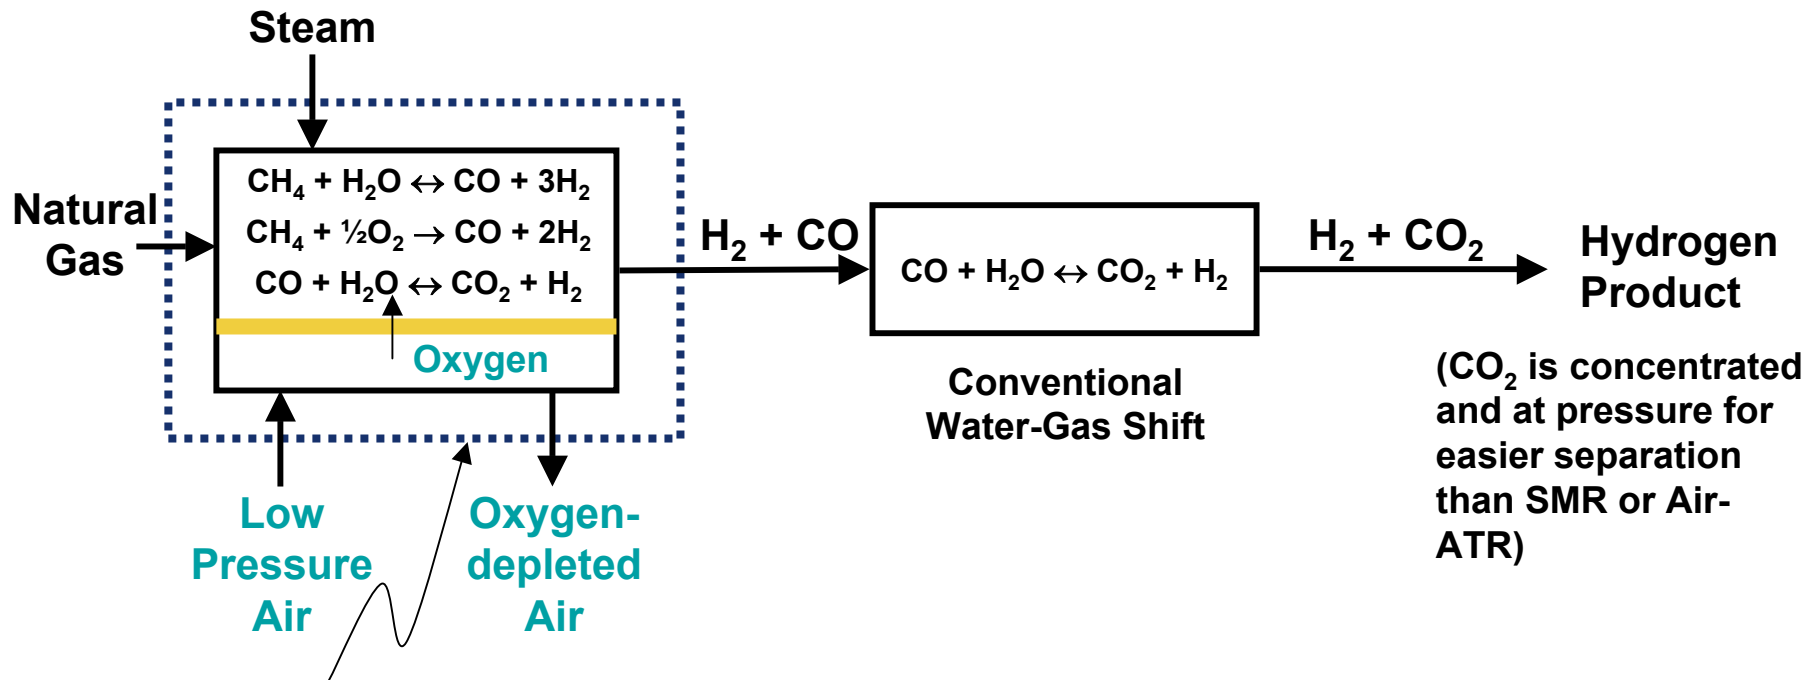 Steam
Natural
Gas
CH₄ + H₂O ↔ CO + 3H₂
CH₄ + ½O₂ → CO + 2H₂
CO + H₂O ↔ CO₂ + H₂
Oxygen
Low
Pressure
Air
Oxygen-
depleted
Air
H₂ + CO
CO + H₂O ↔ CO₂ + H₂
Conventional
Water-Gas Shift
H₂ + CO₂
Hydrogen
Product
(CO₂ is concentrated
and at pressure for
easier separation
than SMR or Air-
ATR)